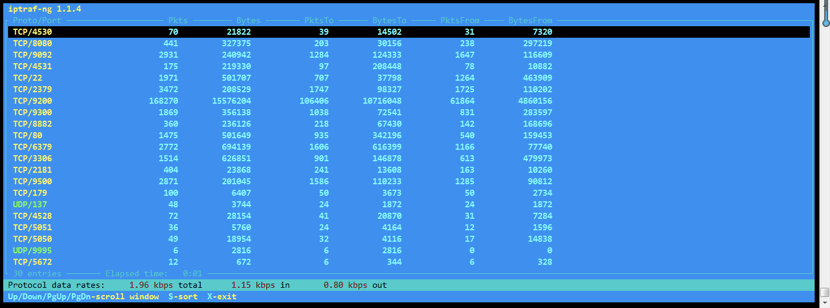 iptraf-ng 1.1.4
Proto/Port Pkts Bytes PktsTo BytesTo PktsFrom BytesFrom
TCP/4530 70 21822 39 14502 31 7320
TCP/8080 441 327375 203 30156 238 297219
TCP/9092 2931 240942 1284 124333 1647 116609
TCP/4531 175 219330 97 208448 78 10882
TCP/22 1971 501707 707 37798 1264 463909
TCP/2379 3472 208529 1747 98327 1725 110202
TCP/9200 168270 15576204 106406 10716048 61864 4860156
TCP/9300 1869 356138 1038 72541 831 283597
TCP/8882 360 236126 218 67430 142 168696
TCP/80 1475 501649 935 342196 540 159453
TCP/6379 2772 694139 1606 616399 1166 77740
TCP/3306 1514 626851 901 146878 613 479973
TCP/2181 404 23868 241 13608 163 10260
TCP/9500 2871 201045 1586 110233 1285 90812
TCP/179 100 6407 50 3673 50 2734
UDP/137 48 3744 24 1872 24 1872
TCP/4528 72 28154 41 20870 31 7284
TCP/5051 36 5760 24 4164 12 1596
TCP/5050 49 18954 32 4116 17 14838
UDP/9995 6 2816 6 2816 0 0
TCP/5672 12 672 6 344 6 328
30 entries Elapsed time: 0:01
Protocol data rates: 1.96 kbps total 1.15 kbps in 0.80 kbps out
Up/Down/PgUp/PgDn-scroll window S-sort X-exit